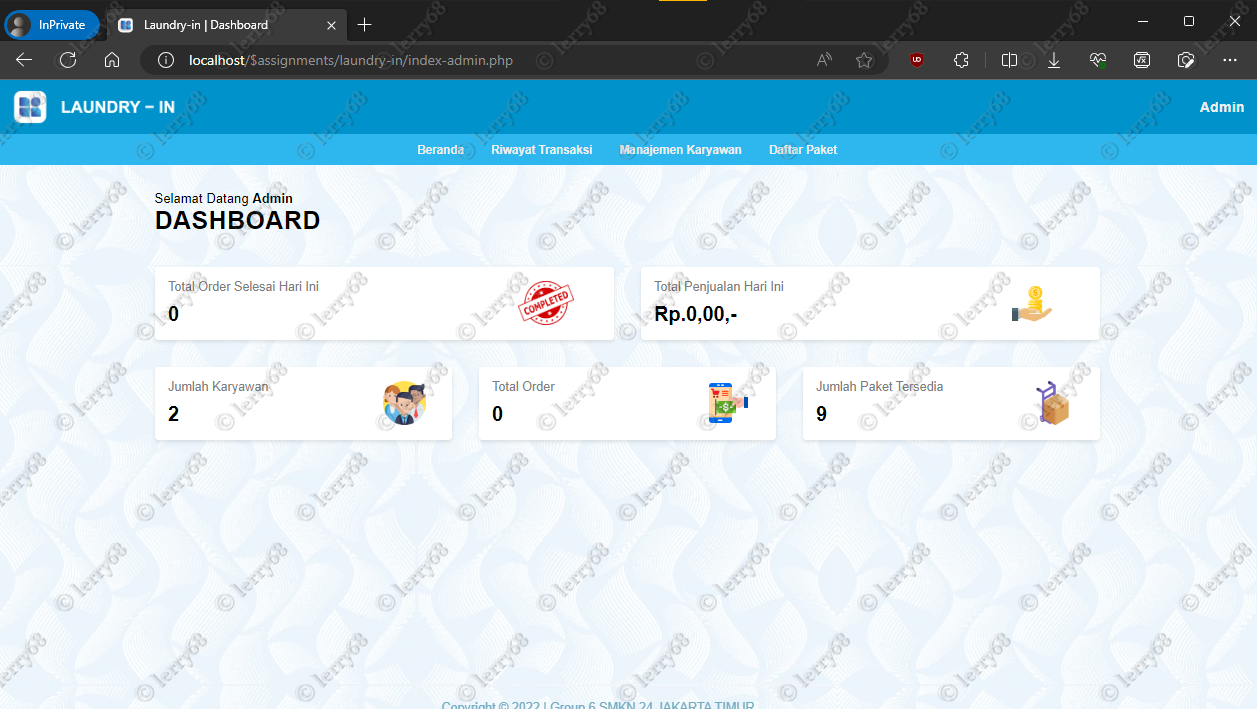 InPrivate
Laundry-in | Dashboard
localhost/$assignments/laundry-in/index-admin.php
LAUNDRY – IN
Admin
Beranda Riwayat Transaksi Manajemen Karyawan Daftar Paket
Selamat Datang Admin
DASHBOARD
Total Order Selesai Hari Ini
0
COMPLETED
Total Penjualan Hari Ini
Rp.0,00,-
Jumlah Karyawan
2
Total Order
0
Jumlah Paket Tersedia
9
Copyright © 2022 | Group 6 SMKN 24 JAKARTA TIMUR
© lerry68